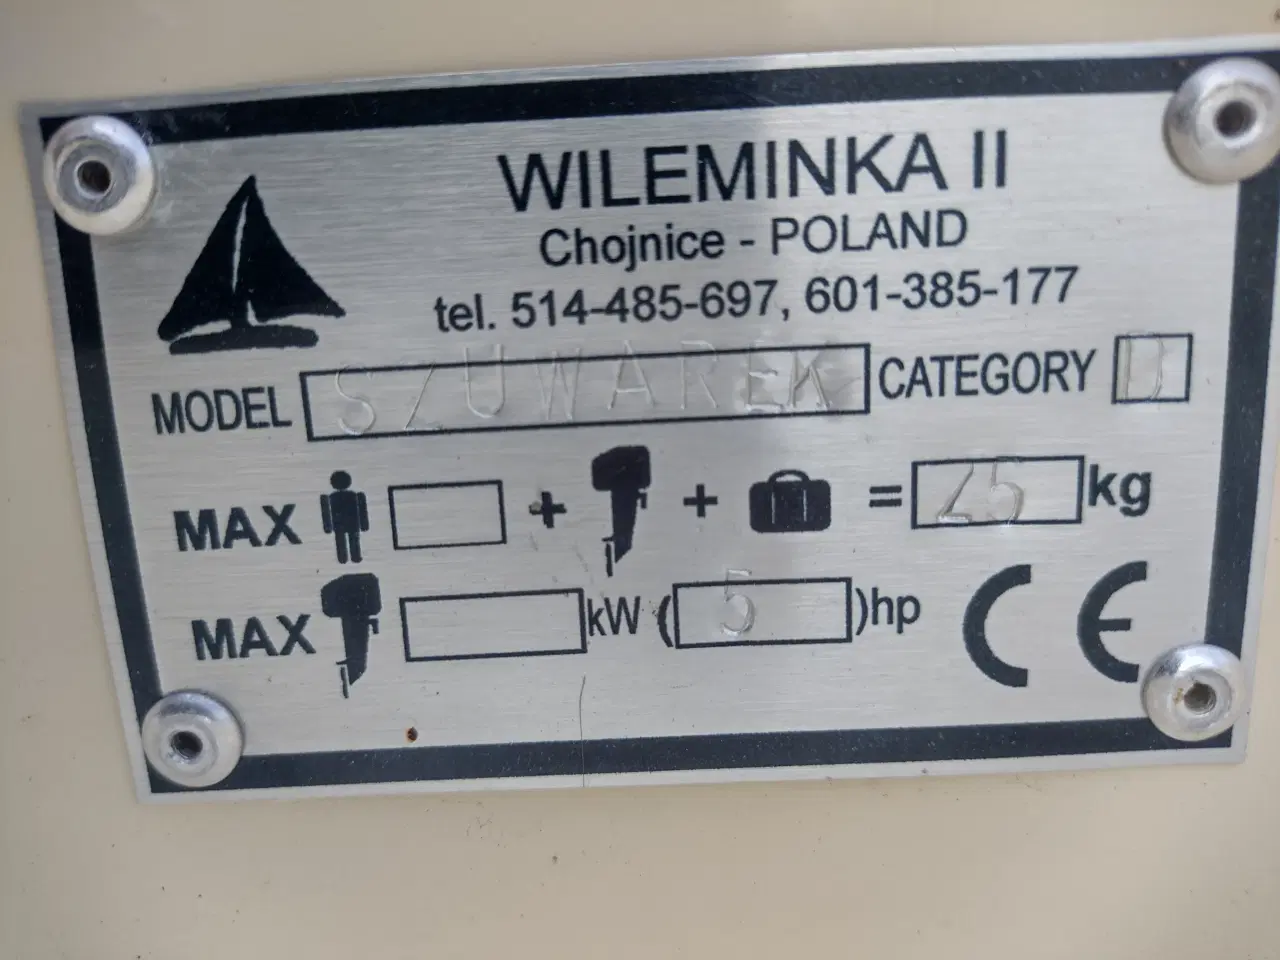 WILEMINKA II
Chojnice - POLAND
tel. 514-485-697, 601-385-177
MODEL SZUWAREK CATEGORY D
MAX + + = 25 kg
MAX kW ( 5 )hp CE